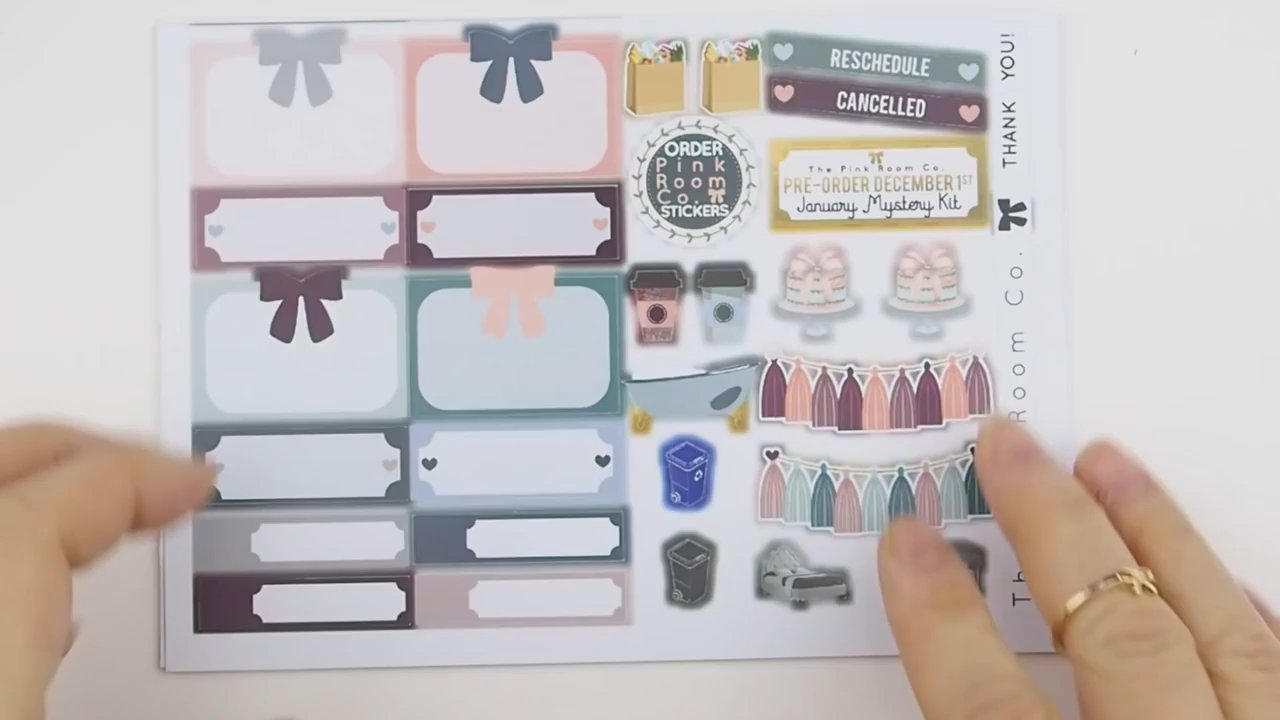 RESCHEDULE
CANCELLED
ORDER
Pink
Room
Co.
STICKERS
The Pink Room Co.
PRE-ORDER DECEMBER 1ST
January Mystery Kit
THANK YOU!
Room Co.